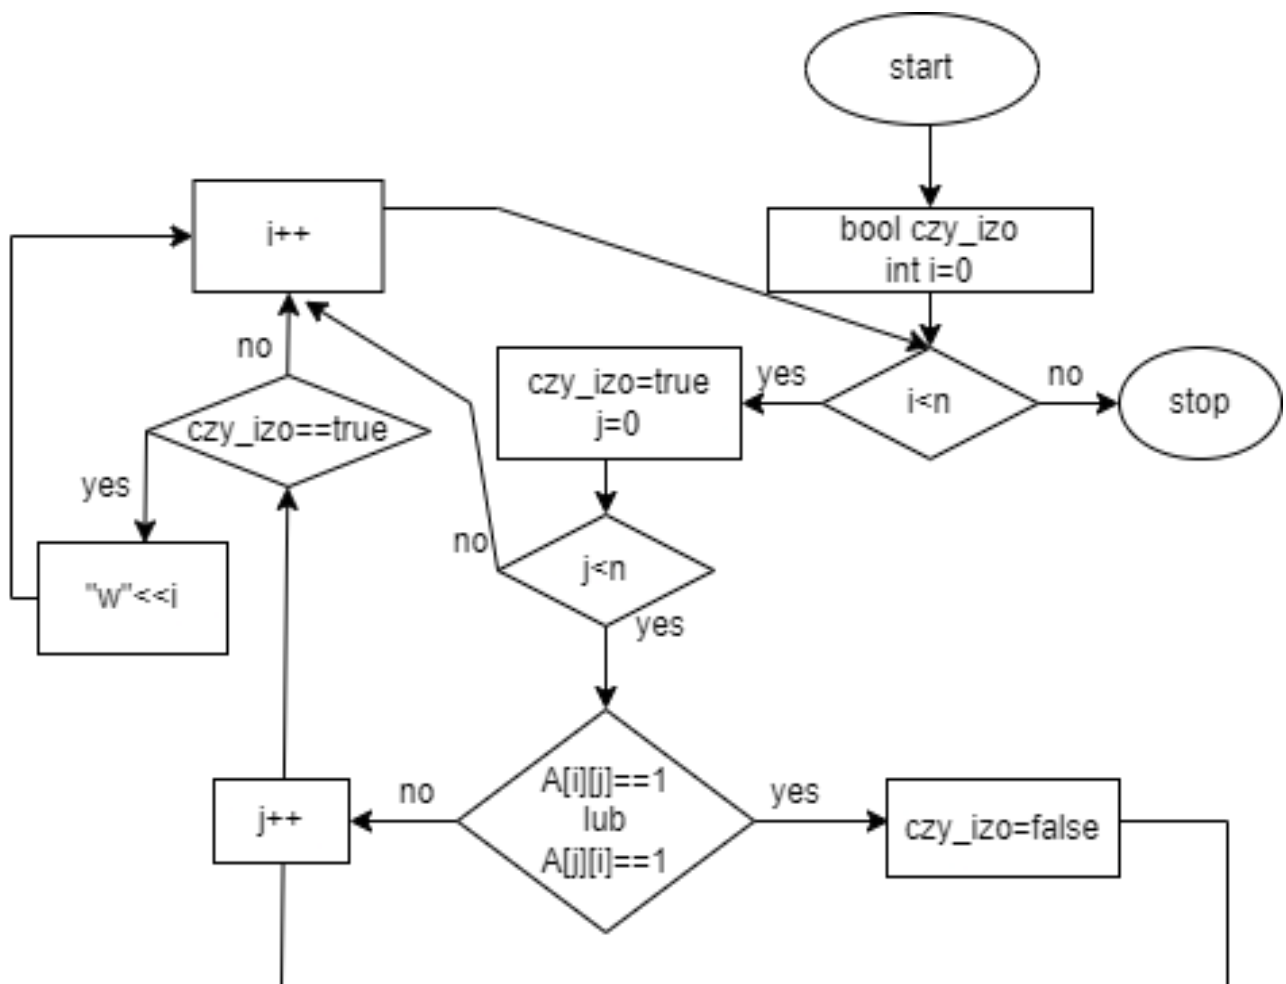 start
bool czy_izo
int i=0
i++
i<n
yes
no
stop
czy_izo=true
j=0
no
czy_izo==true
yes
"w"<<i
j<n
no
yes
A[i][j]==1
lub
A[j][i]==1
no
yes
j++
czy_izo=false